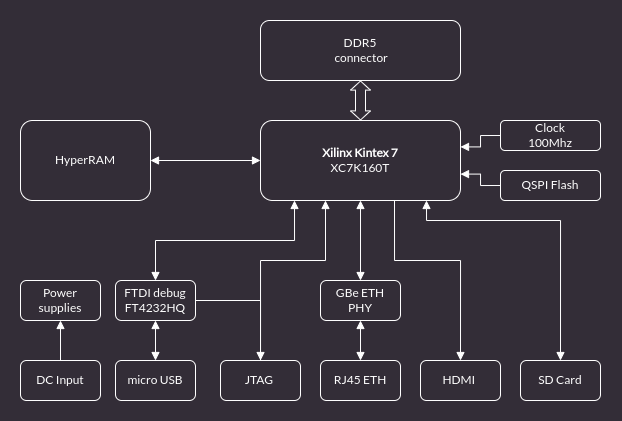 DDR5
connector
HyperRAM
Xilinx Kintex 7
XC7K160T
Clock
100Mhz
QSPI Flash
Power
supplies
FTDI debug
FT4232HQ
GBe ETH
PHY
DC Input
micro USB
JTAG
RJ45 ETH
HDMI
SD Card